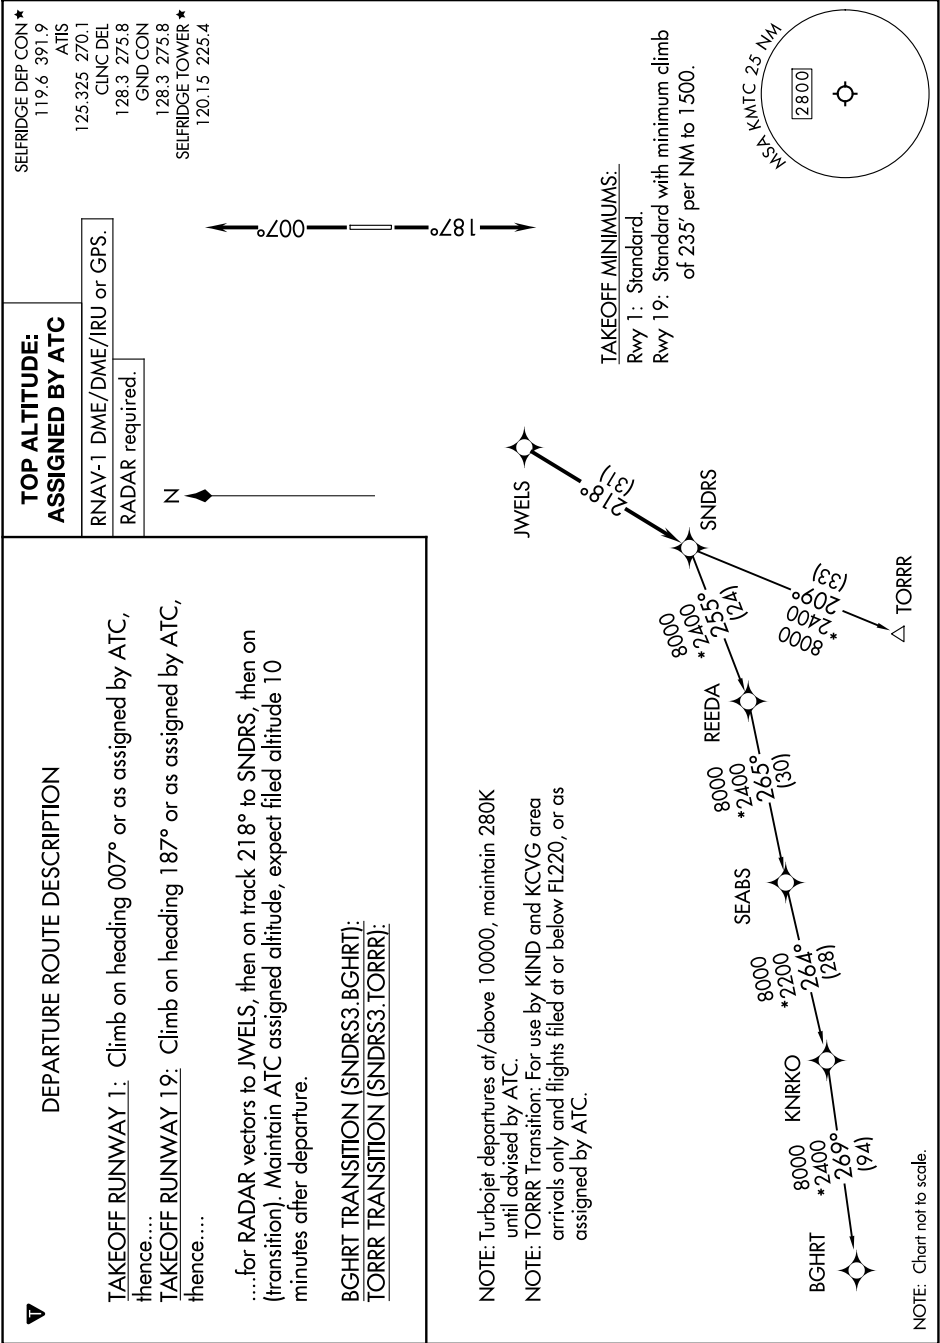 DEPARTURE ROUTE DESCRIPTION
TAKEOFF RUNWAY 1: Climb on heading 007° or as assigned by ATC,
thence....
TAKEOFF RUNWAY 19: Climb on heading 187° or as assigned by ATC,
thence....
....for RADAR vectors to JWELS, then on track 218° to SNDRS, then on
(transition). Maintain ATC assigned altitude, expect filed altitude 10
minutes after departure.
BGHRT TRANSITION (SNDRS3.BGHRT):
TORRR TRANSITION (SNDRS3.TORRR):
T
TOP ALTITUDE:
ASSIGNED BY ATC
RNAV-1 DME/DME/IRU or GPS.
RADAR required.
SELFRIDGE DEP CON★
119.6 391.9
ATIS
125.325 270.1
CLNC DEL
128.3 275.8
GND CON
128.3 275.8
SELFRIDGE TOWER★
120.15 225.4
N
007°
187°
NOTE: Turbojet departures at/above 10000, maintain 280K
until advised by ATC.
NOTE: TORRR Transition: For use by KIND and KCVG area
arrivals only and flights filed at or below FL220, or as
assigned by ATC.
TAKEOFF MINIMUMS:
Rwy 1: Standard.
Rwy 19: Standard with minimum climb
of 235' per NM to 1500.
MSA KMTC 25 NM
2800
JWELS
218°
(31)
SNDRS
8000
*2400
255°
(24)
8000
*2400
209°
(33)
TORRR
REEDA
8000
*2400
265°
(30)
SEABS
8000
*2200
264°
(28)
KNRKO
8000
*2400
269°
(94)
BGHRT
NOTE: Chart not to scale.